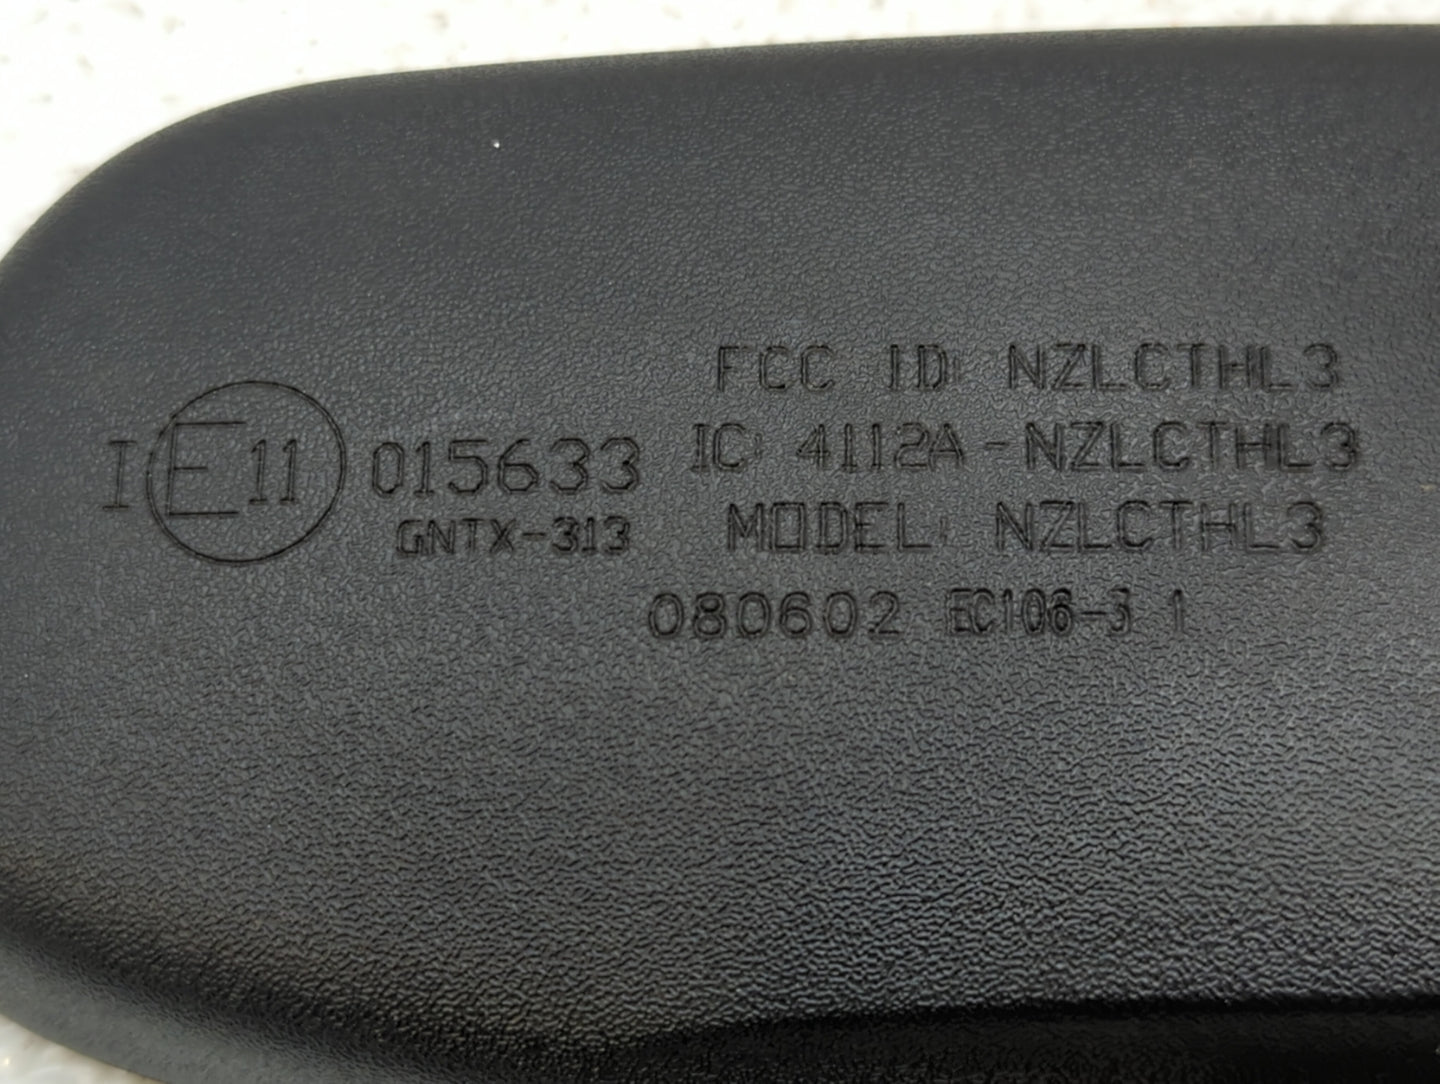 FCC ID: NZLCTHL3
I E11 015633 IC: 4112A-NZLCTHL3
GNTX-313 MODEL: NZLCTHL3
080602 EC106-3 1